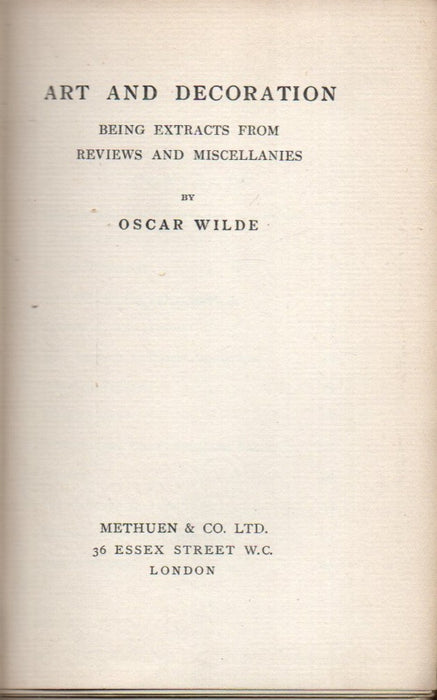 ART AND DECORATION
BEING EXTRACTS FROM
REVIEWS AND MISCELLANIES
BY
OSCAR WILDE
METHUEN & CO. LTD.
36 ESSEX STREET W.C.
LONDON